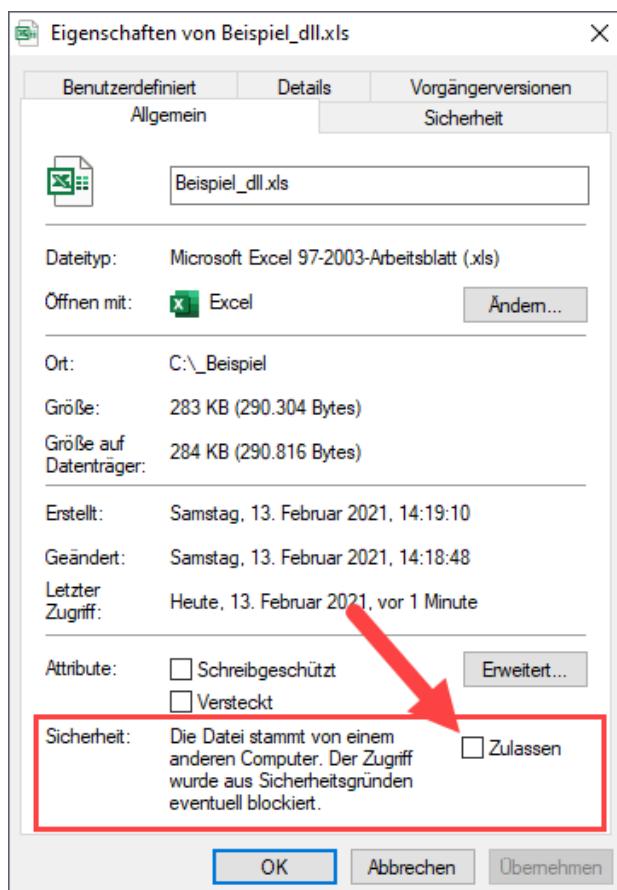 Eigenschaften von Beispiel_dll.xls
Benutzerdefiniert Details Vorgängerversionen
Allgemein Sicherheit
Beispiel_dll.xls
Dateityp: Microsoft Excel 97-2003-Arbeitsblatt (.xls)
Öffnen mit: Excel Ändern...
Ort: C:\_Beispiel
Größe: 283 KB (290.304 Bytes)
Größe auf
Datenträger: 284 KB (290.816 Bytes)
Erstellt: Samstag, 13. Februar 2021, 14:19:10
Geändert: Samstag, 13. Februar 2021, 14:18:48
Letzter
Zugriff: Heute, 13. Februar 2021, vor 1 Minute
Attribute: Schreibgeschützt Erweitert...
Versteckt
Sicherheit: Die Datei stammt von einem
anderen Computer. Der Zugriff
wurde aus Sicherheitsgründen
eventuell blockiert.
Zulassen
OK Abbrechen Übernehmen